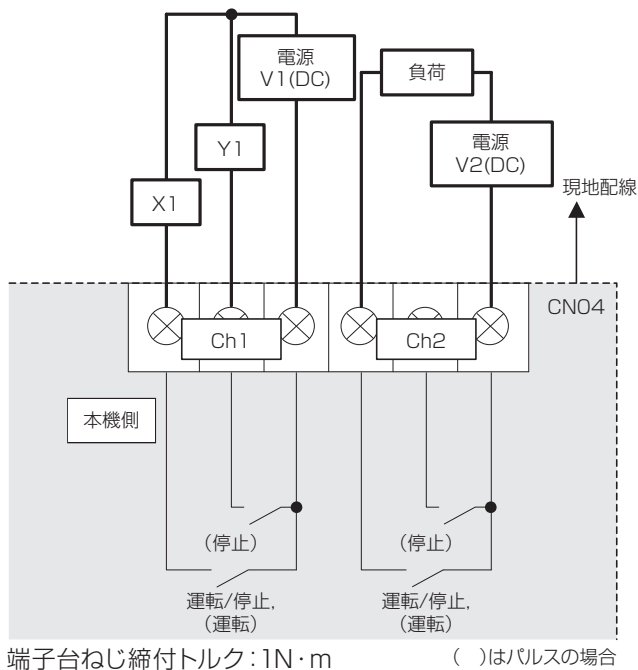 電源
V1(DC)
負荷
Y1
電源
V2(DC)
X1
現地配線
CN04
Ch1
Ch2
本機側
(停止)
(停止)
運転/停止,
(運転)
運転/停止,
(運転)
端子台ねじ締付トルク:1N・m
( )はパルスの場合